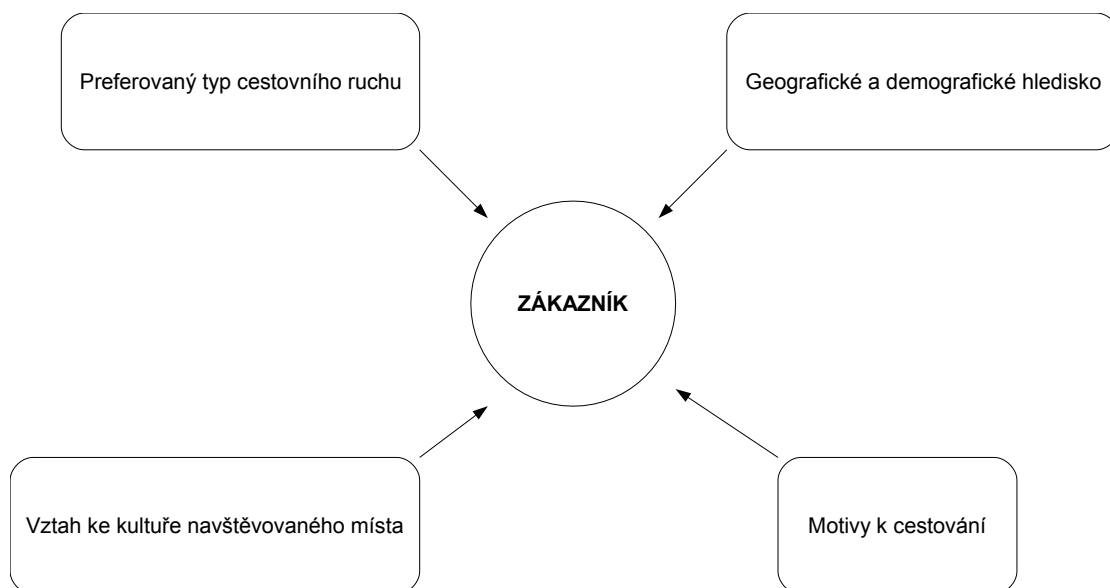 Preferovaný typ cestovního ruchu
Geografické a demografické hledisko
ZÁKAZNÍK
Vztah ke kultuře navštěvovaného místa
Motivy k cestování